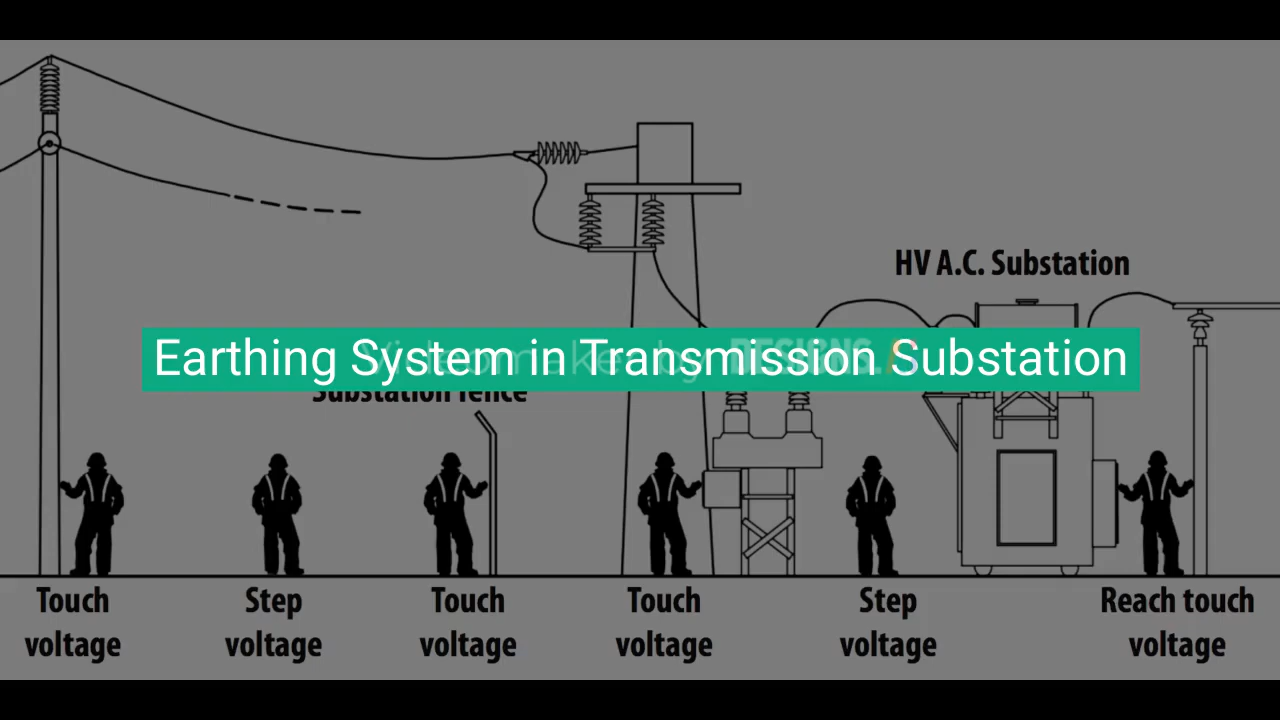 HV A.C. Substation
Earthing System in Transmission Substation
Substation fence
Touch
voltage
Step
voltage
Touch
voltage
Touch
voltage
Step
voltage
Reach touch
voltage